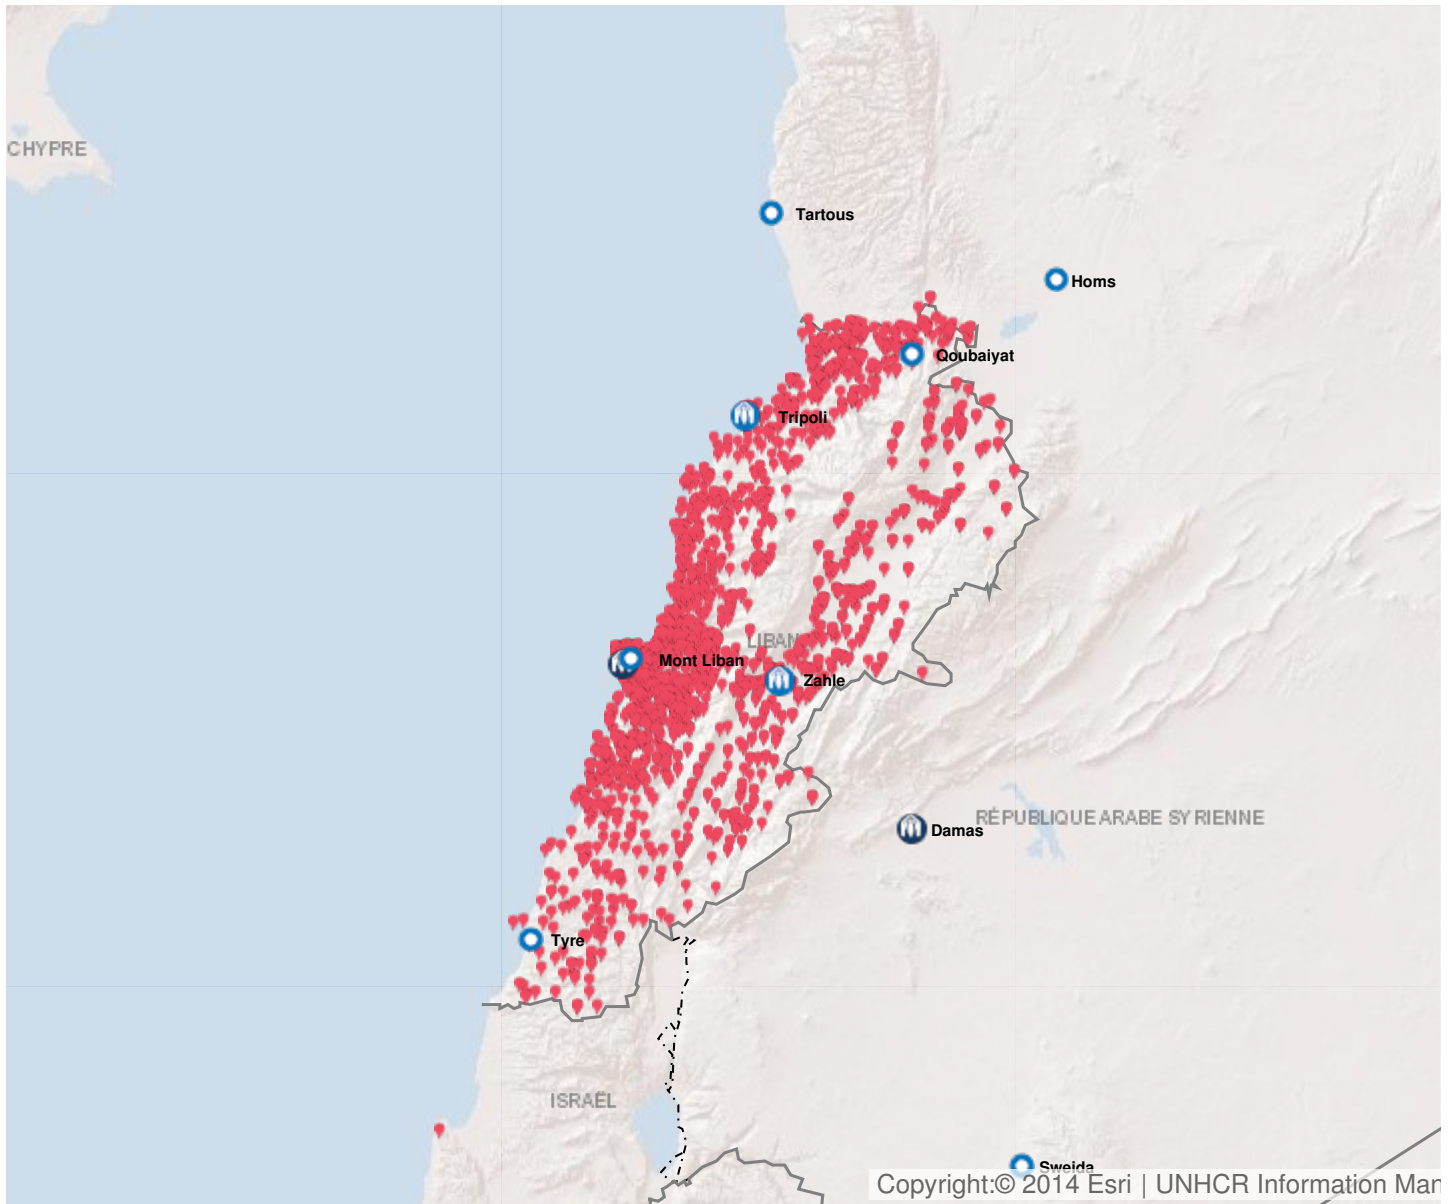 CHYPRE
Tartous
Homs
Qoubaiyat
Tripoli
LIBAN
Mont Liban
Zahle
RÉPUBLIQUE ARABE SYRIENNE
Damas
Tyre
ISRAËL
Sweida
Copyright:© 2014 Esri | UNHCR Information Man